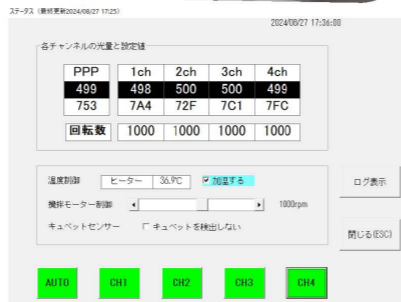 ステータス (最終更新2024/08/27 17:25)
2024/08/27 17:36:00
各チャンネルの光量と設定値
PPP 1ch 2ch 3ch 4ch
499 498 500 500 499
753 7A4 72F 7C1 7FC
回転数 1000 1000 1000 1000
温度制御 ヒーター 36.9℃ 加温する
ログ表示
攪拌モーター制御 1000rpm
キュベットセンサー キュベットを検出しない
閉じる(ESC)
AUTO CH1 CH2 CH3 CH4